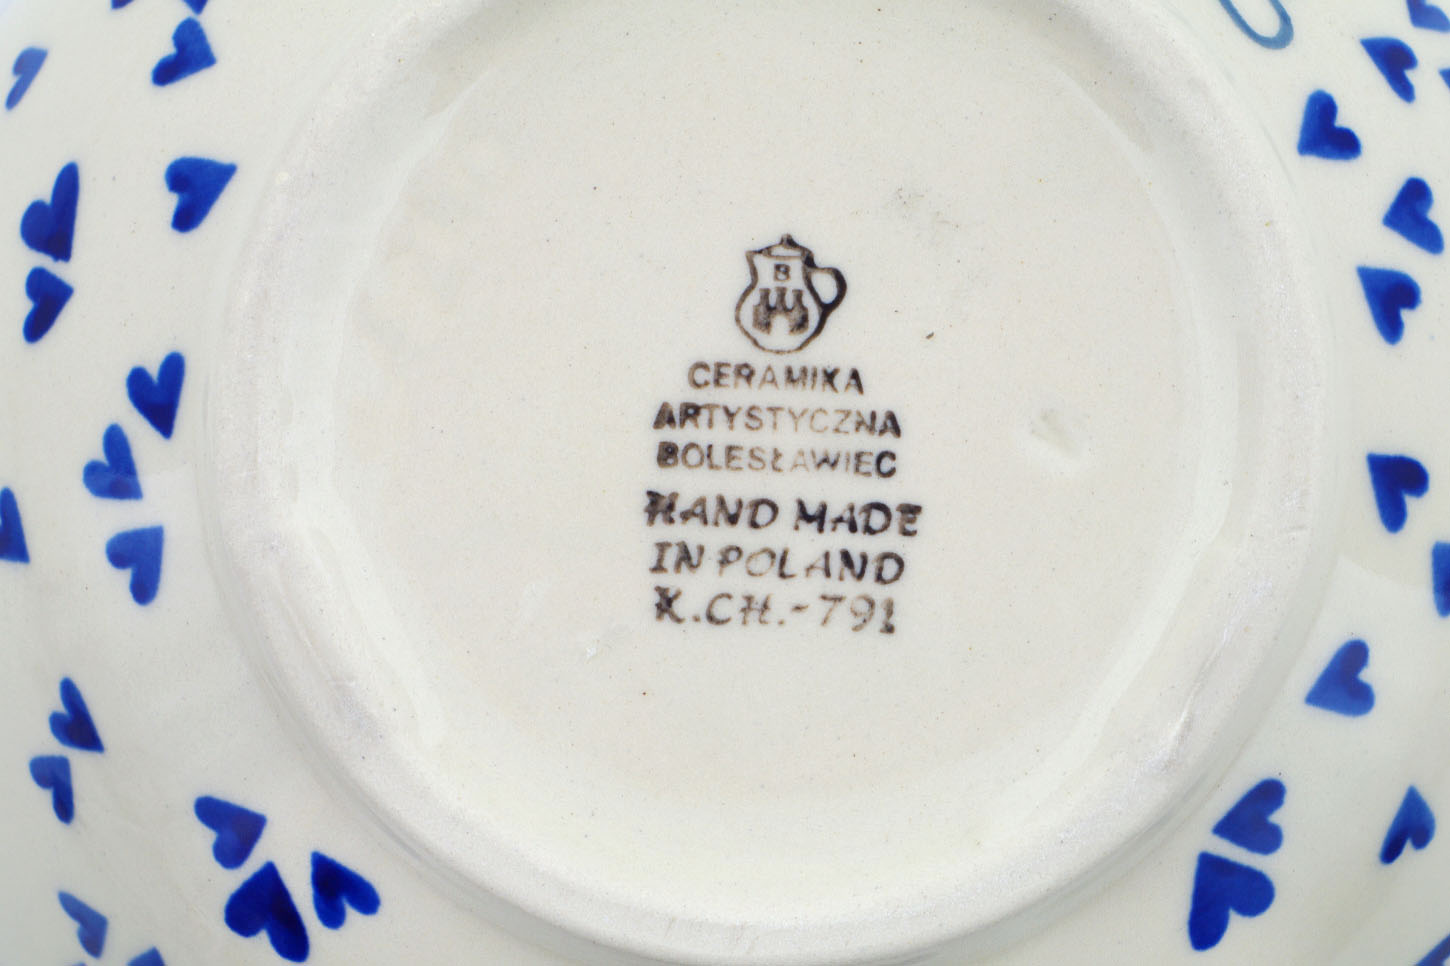 B
CERAMIKA
ARTYSTYCZNA
BOLESŁAWIEC
HAND MADE
IN POLAND
K.CH.-791